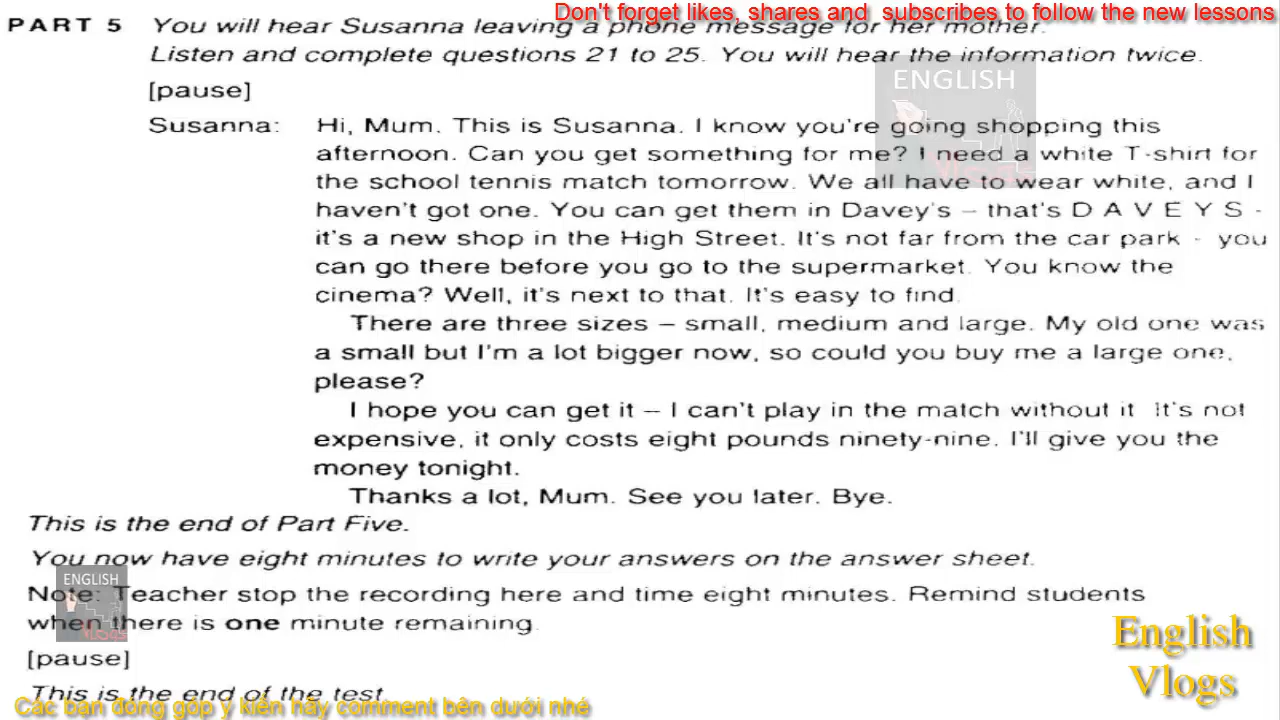 Don't forget likes, shares and subscribes to follow the new lessons
PART 5 You will hear Susanna leaving a phone message for her mother.
Listen and complete questions 21 to 25. You will hear the information twice.
ENGLISH
[pause]
Susanna: Hi, Mum. This is Susanna. I know you're going shopping this
afternoon. Can you get something for me? I need a white T-shirt for
the school tennis match tomorrow. We all have to wear white, and I
haven't got one. You can get them in Davey's – that's D A V E Y S -
it's a new shop in the High Street. It's not far from the car park - you
can go there before you go to the supermarket. You know the
cinema? Well, it's next to that. It's easy to find.
There are three sizes – small, medium and large. My old one was
a small but I'm a lot bigger now, so could you buy me a large one,
please?
I hope you can get it – I can't play in the match without it. It's not
expensive, it only costs eight pounds ninety-nine. I'll give you the
money tonight.
Thanks a lot, Mum. See you later. Bye.
This is the end of Part Five.
You now have eight minutes to write your answers on the answer sheet.
ENGLISH
Note: Teacher stop the recording here and time eight minutes. Remind students
when there is one minute remaining.
[pause]
This is the end of the test.
English
Vlogs
Các bạn đóng góp ý kiến hãy comment bên dưới nhé